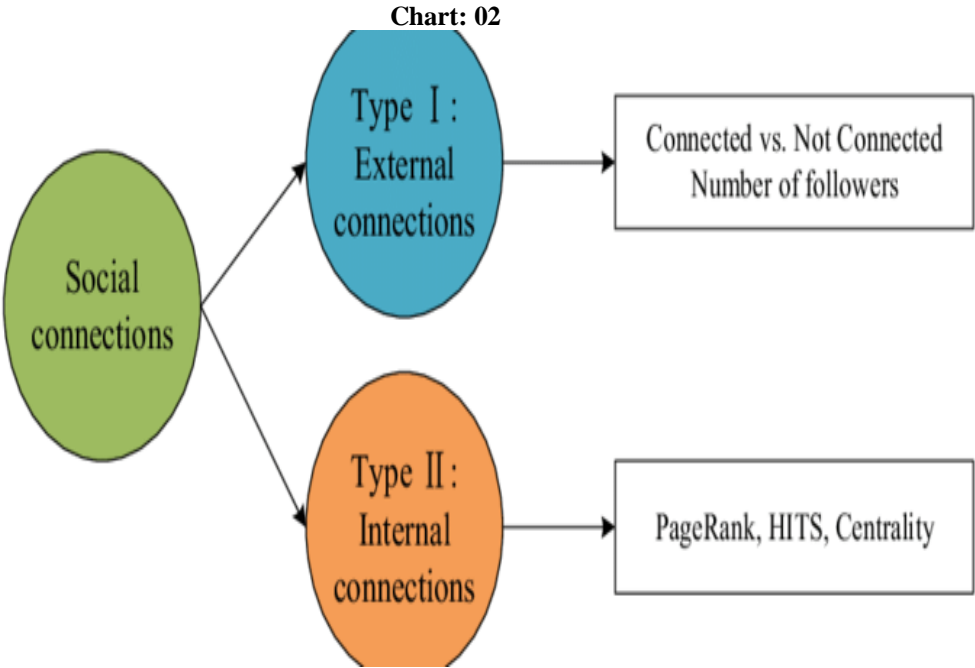 Chart: 02
Social
connections
Type Ⅰ :
External
connections
Connected vs. Not Connected
Number of followers
Type Ⅱ :
Internal
connections
PageRank, HITS, Centrality